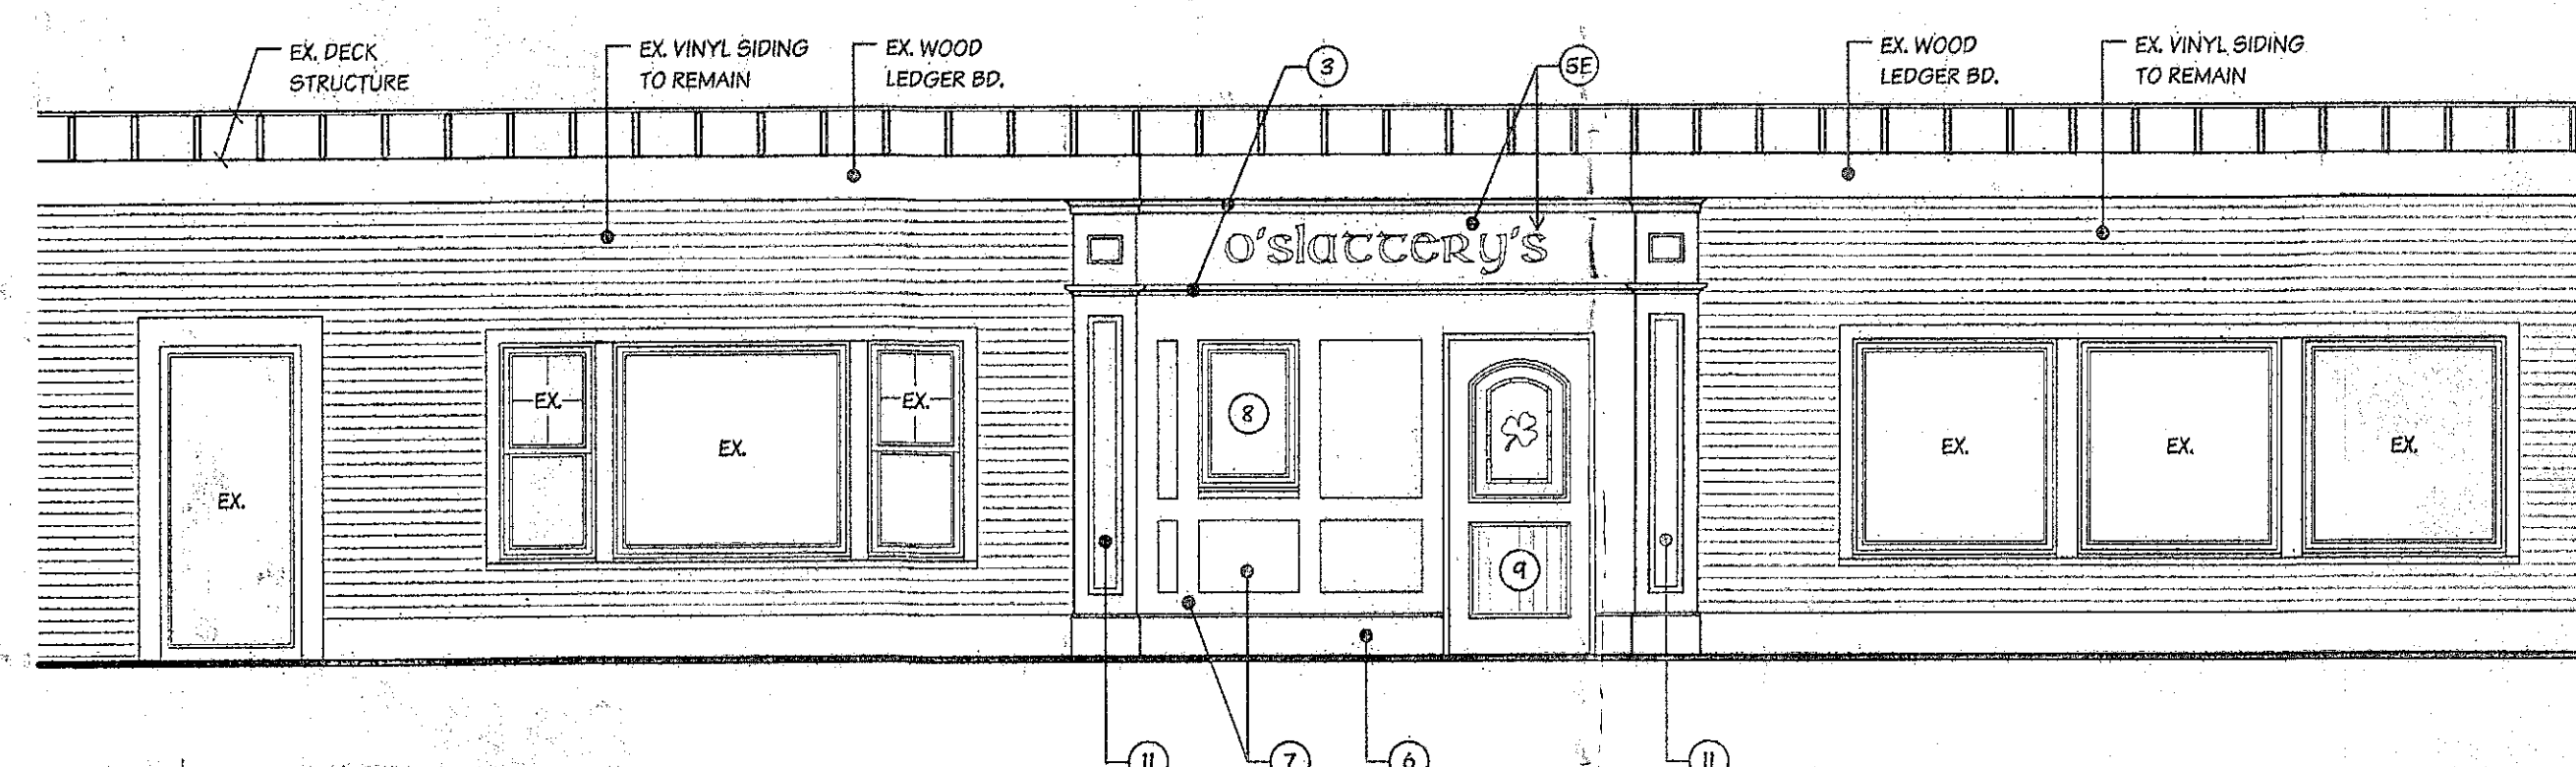 EX. DECK
STRUCTURE
EX. VINYL SIDING
TO REMAIN
EX. WOOD
LEDGER BD.
3
5E
EX. WOOD
LEDGER BD.
EX. VINYL SIDING
TO REMAIN
O'Slattery's
EX.
EX.
EX.
EX.
8
9
EX.
EX.
EX.
11
7
6
11